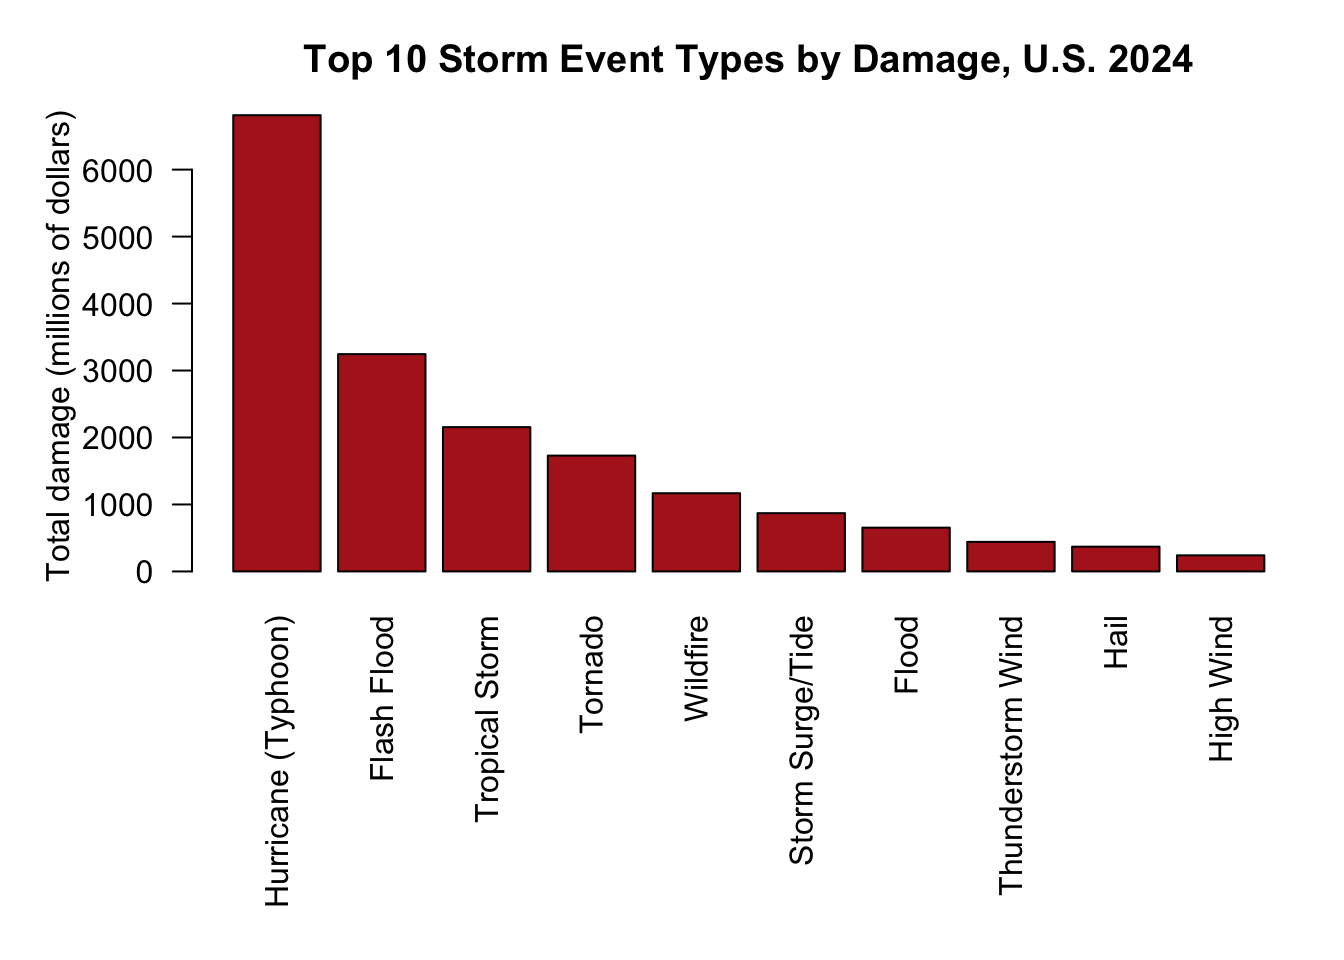 Top 10 Storm Event Types by Damage, U.S. 2024
Total damage (millions of dollars)
6000
5000
4000
3000
2000
1000
0
Hurricane (Typhoon)
Flash Flood
Tropical Storm
Tornado
Wildfire
Storm Surge/Tide
Flood
Thunderstorm Wind
Hail
High Wind